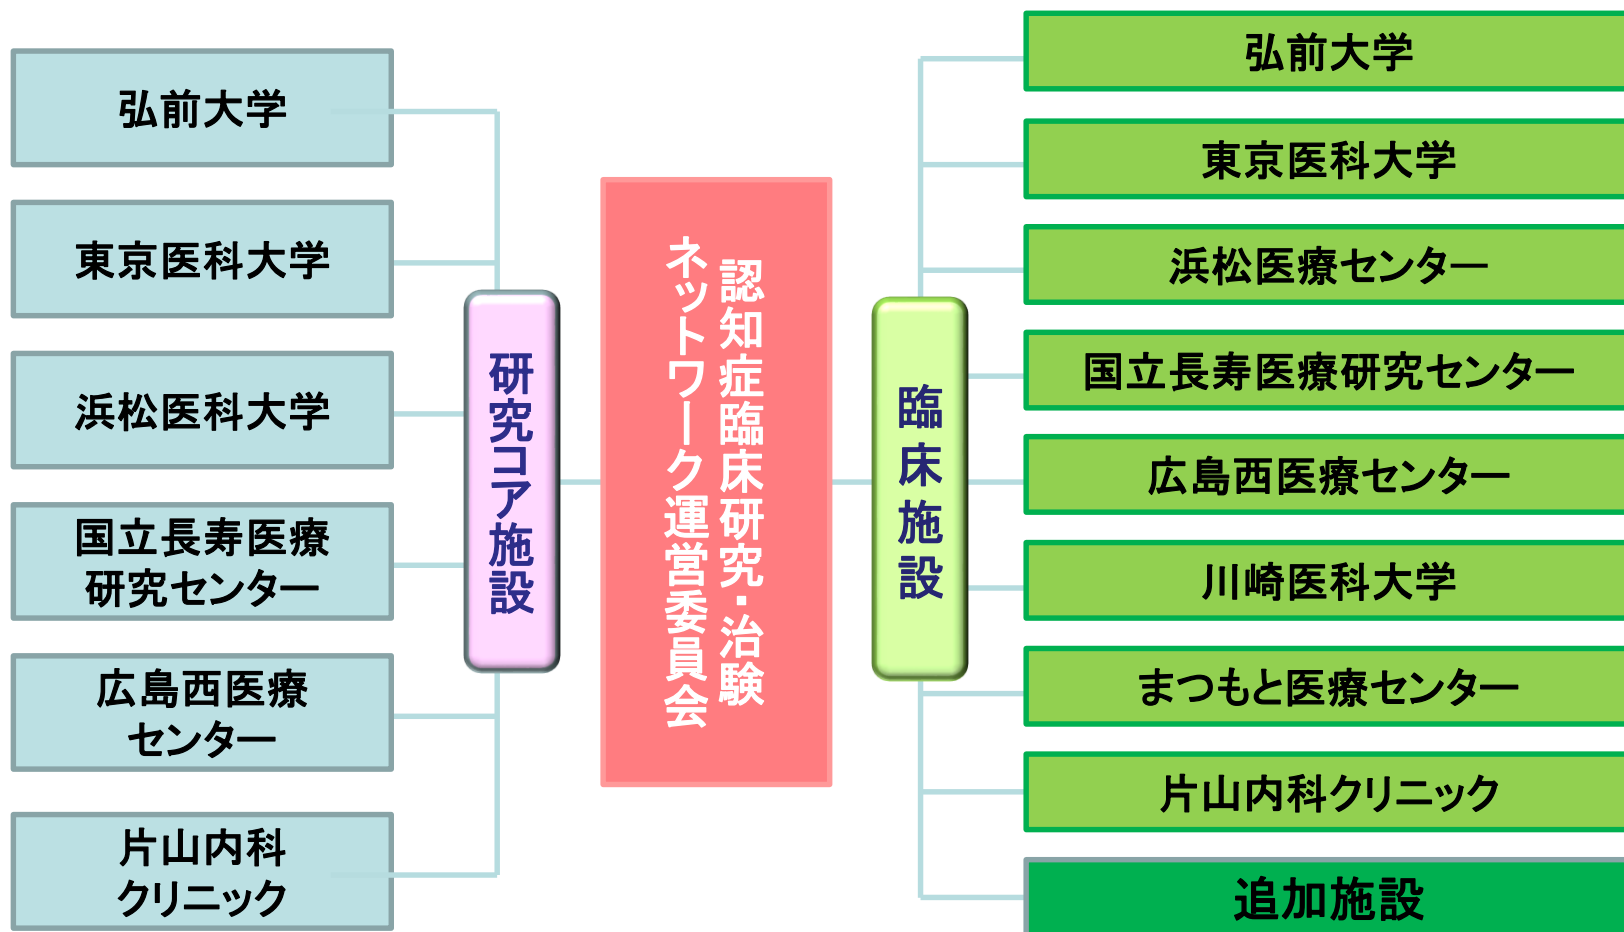 弘前大学
東京医科大学
浜松医科大学
国立長寿医療
研究センター
広島西医療
センター
片山内科
クリニック
研究コア施設
認知症臨床研究・治験
ネットワーク運営委員会
臨床施設
弘前大学
東京医科大学
浜松医療センター
国立長寿医療研究センター
広島西医療センター
川崎医科大学
まつもと医療センター
片山内科クリニック
追加施設